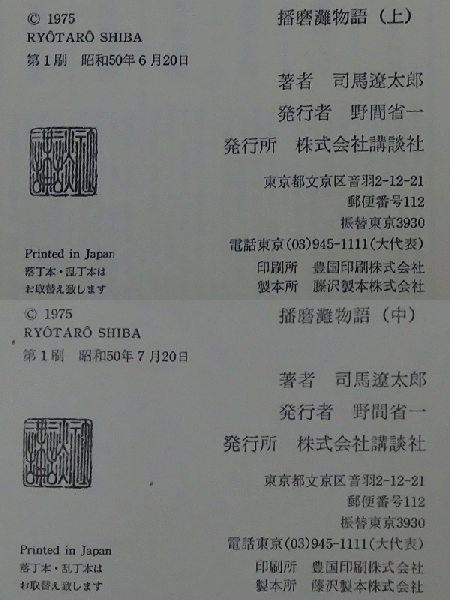 © 1975
RYŌTARŌ SHIBA
第1刷 昭和50年6月20日
播磨灘物語(上)
著者 司馬遼太郎
発行者 野間省一
発行所 株式会社講談社
東京都文京区音羽2-12-21
郵便番号112
振替東京3930
電話東京(03)945-1111(大代表)
印刷所 豊国印刷株式会社
製本所 藤沢製本株式会社
Printed in Japan
落丁本・乱丁本は
お取替え致します
© 1975
RYŌTARŌ SHIBA
第1刷 昭和50年7月20日
播磨灘物語(中)
著者 司馬遼太郎
発行者 野間省一
発行所 株式会社講談社
東京都文京区音羽2-12-21
郵便番号112
振替東京3930
電話東京(03)945-1111(大代表)
印刷所 豊国印刷株式会社
製本所 藤沢製本株式会社
Printed in Japan
落丁本・乱丁本は
お取替え致します